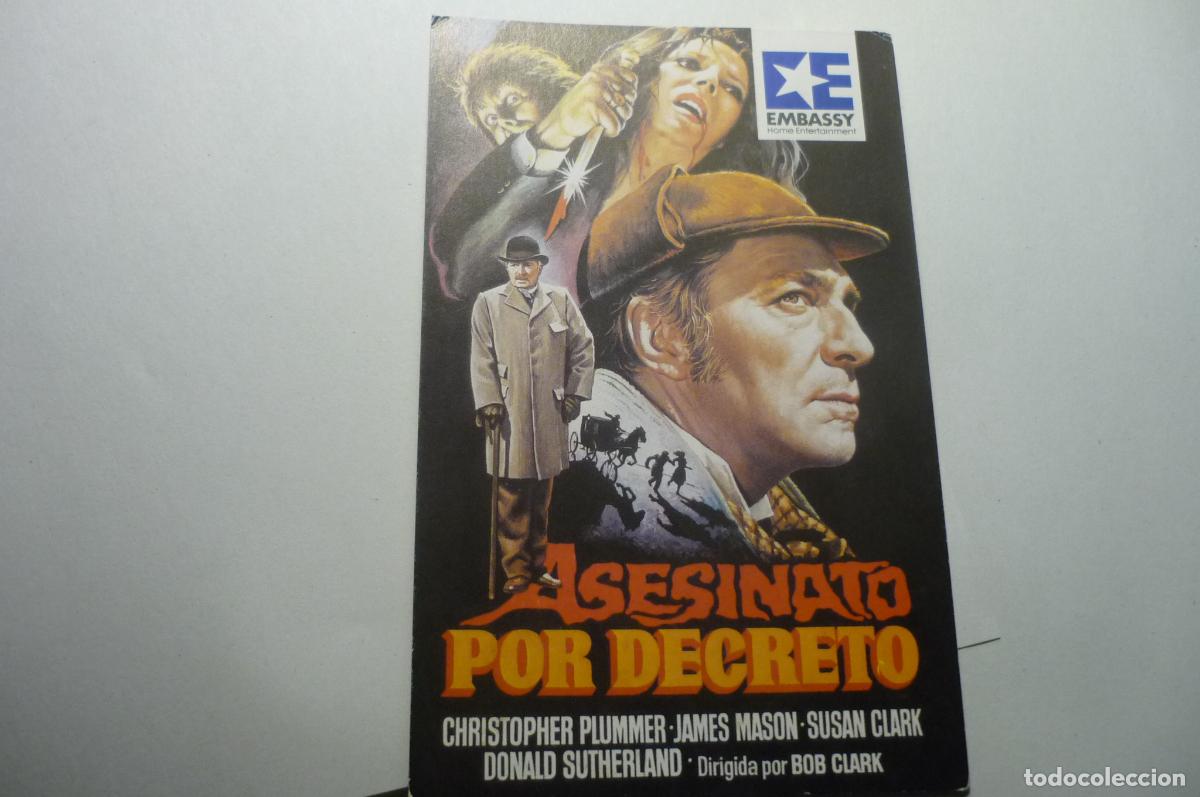 EMBASSY
Home Entertainment
ASESINATO
POR DECRETO
CHRISTOPHER PLUMMER · JAMES MASON · SUSAN CLARK
DONALD SUTHERLAND · Dirigida por BOB CLARK
todocoleccion